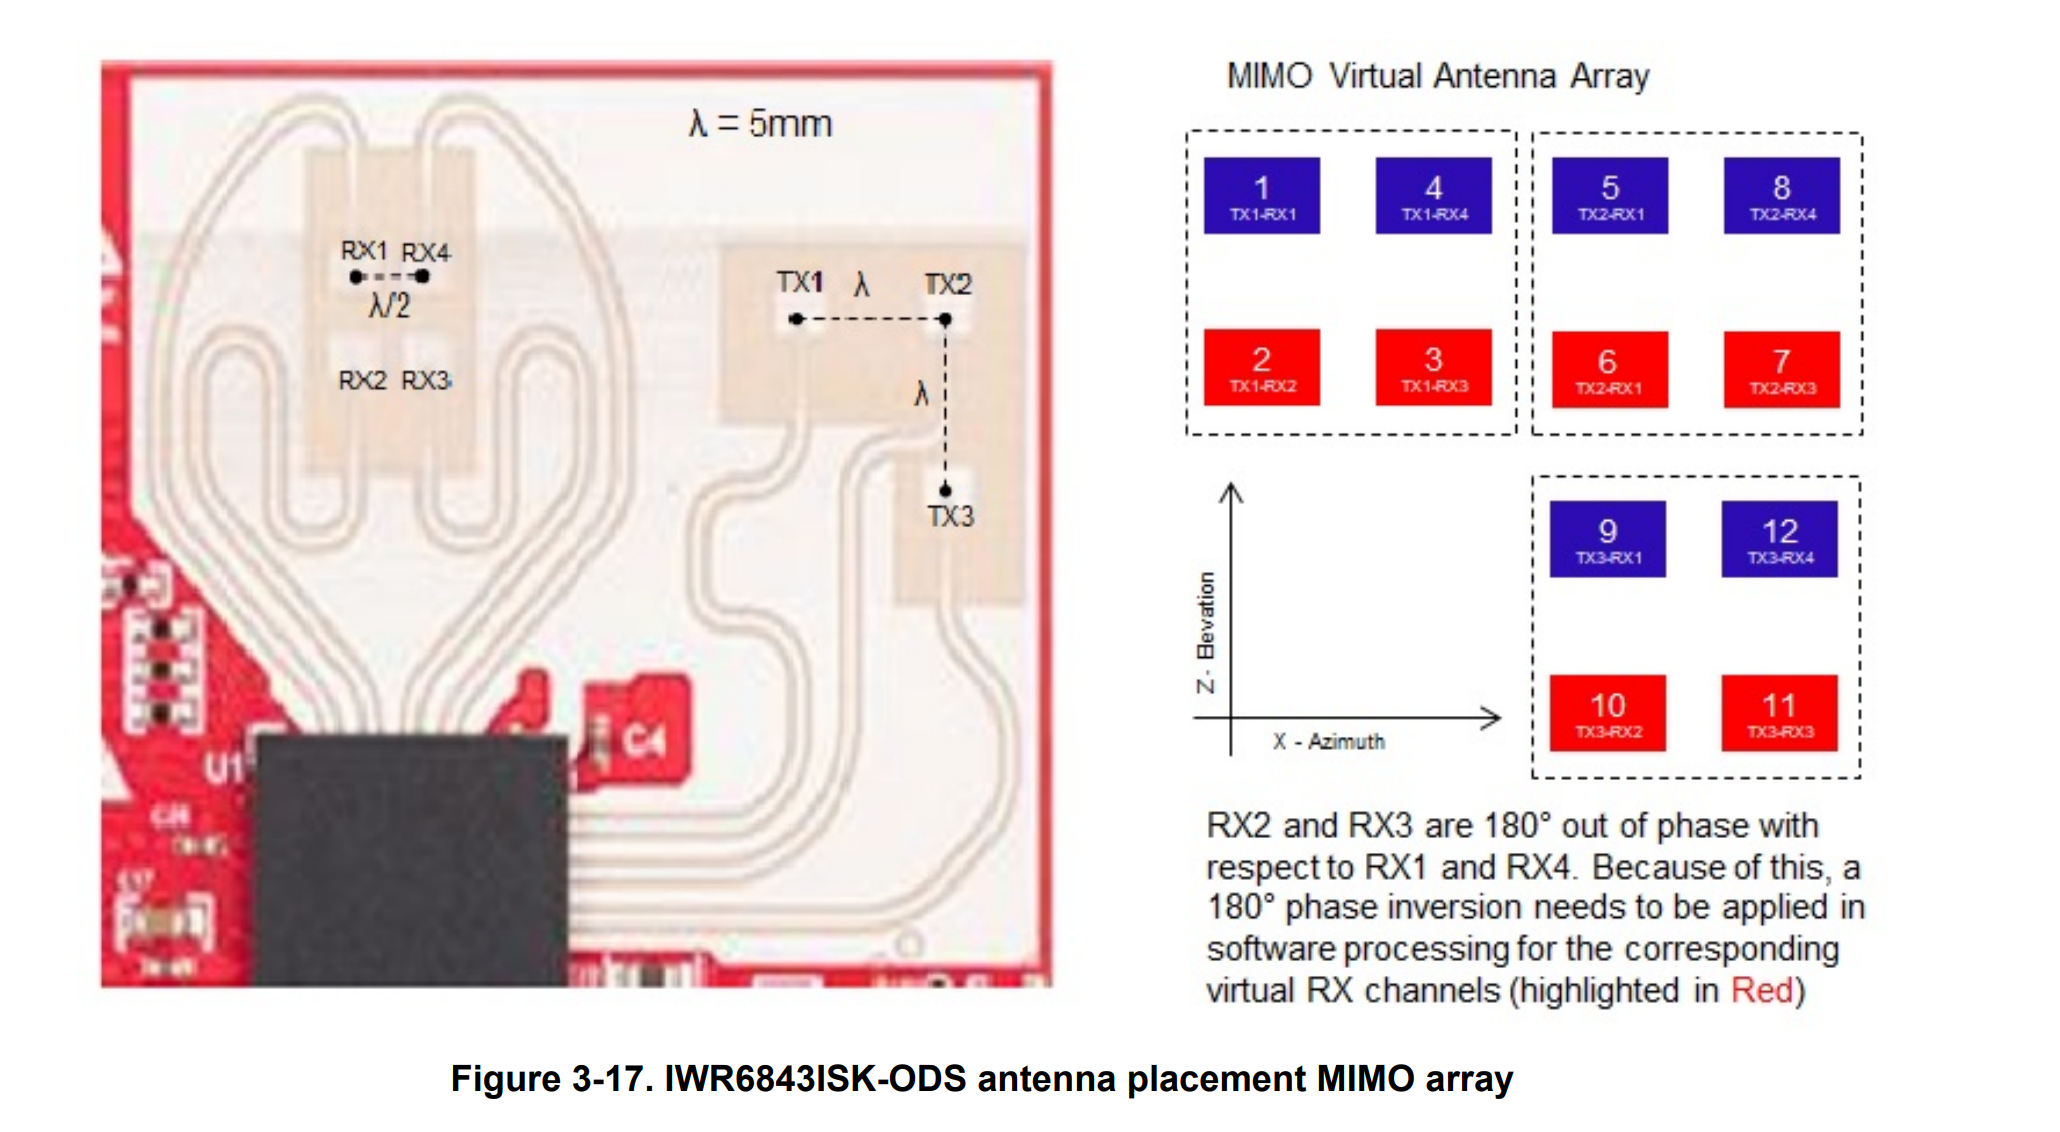 λ = 5mm
RX1 RX4
λ/2
RX2 RX3
TX1 λ TX2
λ
TX3
U1
C4
MIMO Virtual Antenna Array
1
TX1-RX1
4
TX1-RX4
5
TX2-RX1
8
TX2-RX4
2
TX1-RX2
3
TX1-RX3
6
TX2-RX1
7
TX2-RX3
9
TX3-RX1
12
TX3-RX4
10
TX3-RX2
11
TX3-RX3
Z - Elevation
X - Azimuth
RX2 and RX3 are 180° out of phase with
respect to RX1 and RX4. Because of this, a
180° phase inversion needs to be applied in
software processing for the corresponding
virtual RX channels (highlighted in Red)
Figure 3-17. IWR6843ISK-ODS antenna placement MIMO array